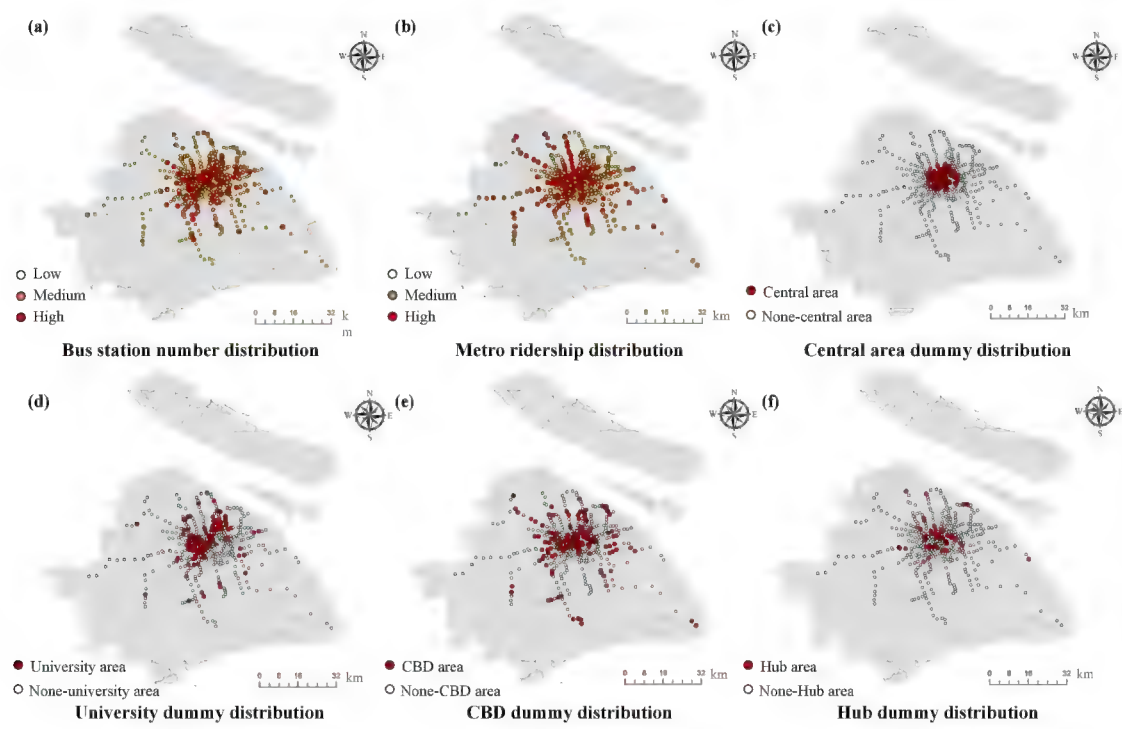 (a)
N
W
E
S
Low
Medium
High
0 8 16 32 k
m
Bus station number distribution
(b)
N
W
E
S
Low
Medium
High
0 8 16 32 km
Metro ridership distribution
(c)
N
W
E
S
Central area
None-central area
0 8 16 32 km
Central area dummy distribution
(d)
N
W
E
S
University area
None-university area
0 8 16 32 km
University dummy distribution
(e)
N
W
E
S
CBD area
None-CBD area
0 8 16 32 km
CBD dummy distribution
(f)
N
W
E
S
Hub area
None-Hub area
0 8 16 32 km
Hub dummy distribution